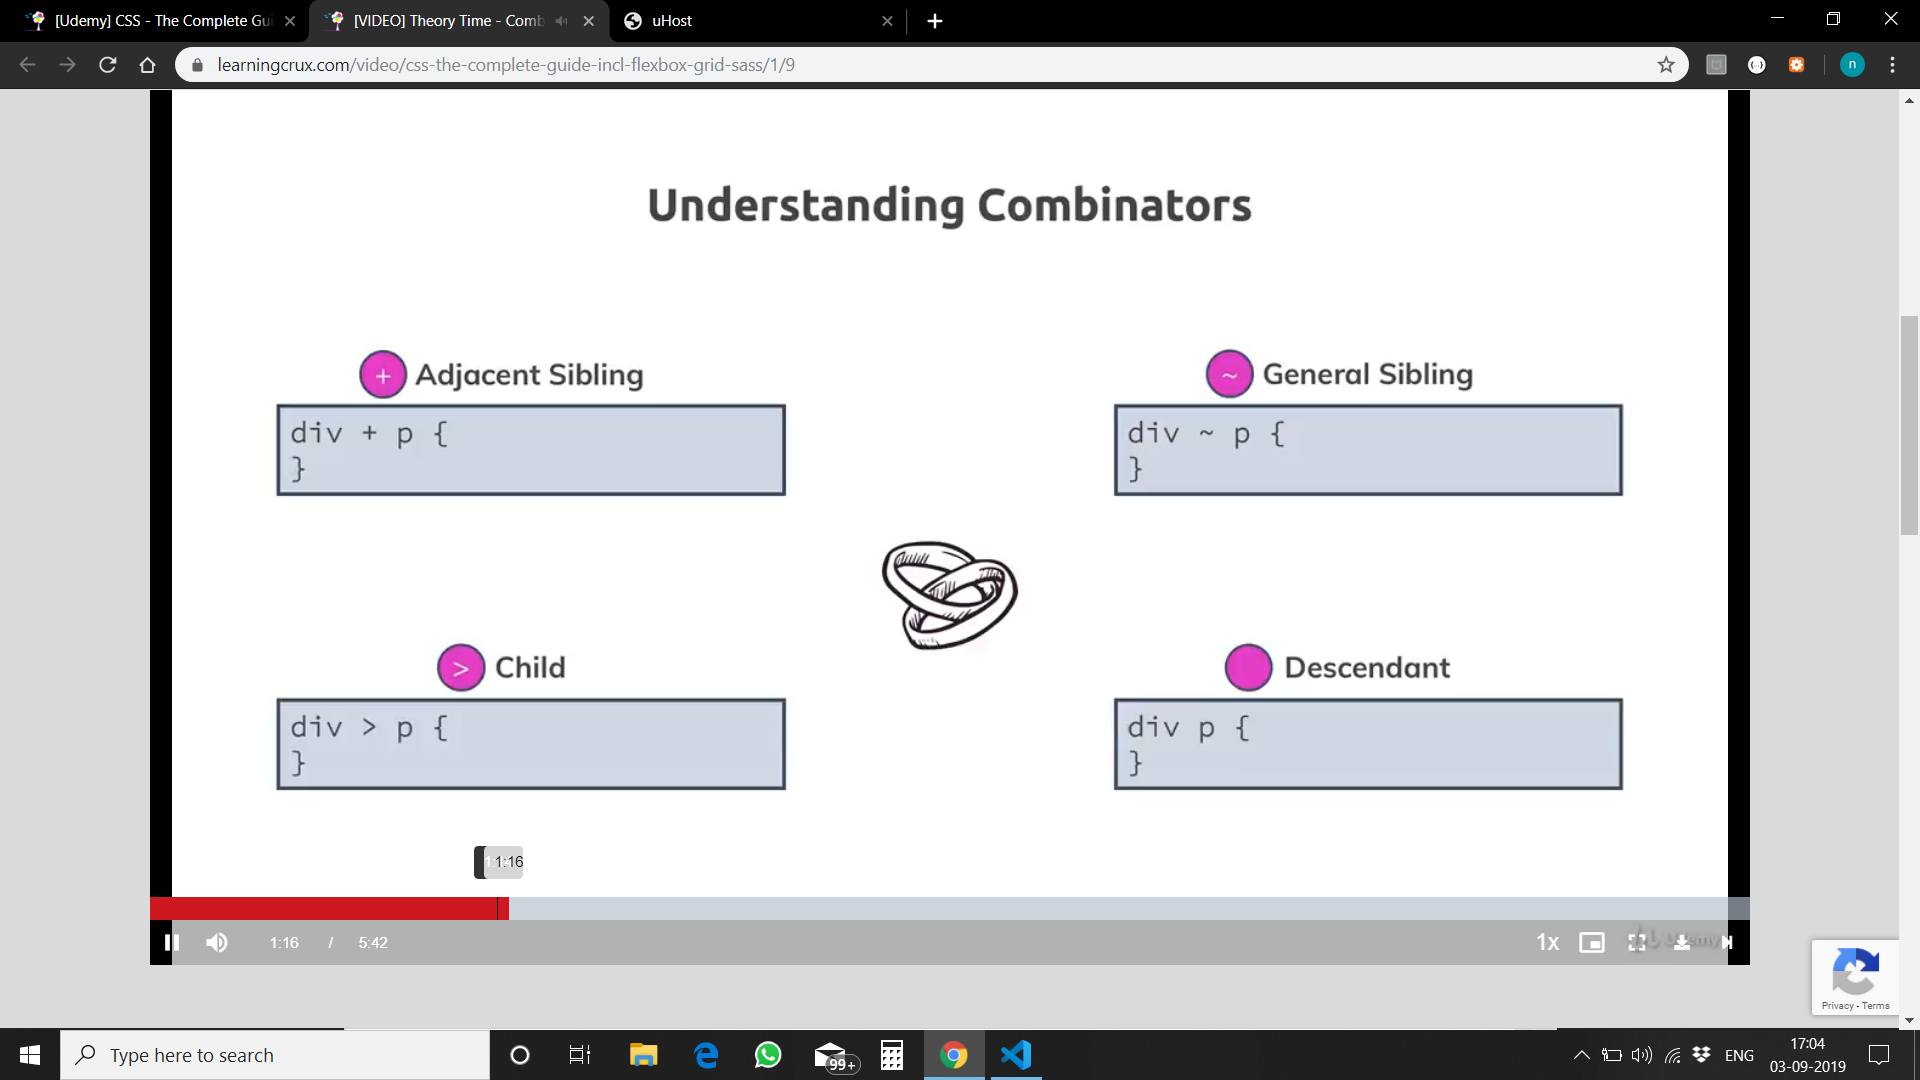 [Udemy] CSS - The Complete Gui
[VIDEO] Theory Time - Comb
uHost
learningcrux.com/video/css-the-complete-guide-incl-flexbox-grid-sass/1/9
n
Understanding Combinators
+ Adjacent Sibling
div + p {
}
~ General Sibling
div ~ p {
}
> Child
div > p {
}
Descendant
div p {
}
1:16
1:16 / 5:42
1x
Udemy
Privacy - Terms
Type here to search
99+
ENG
17:04
03-09-2019